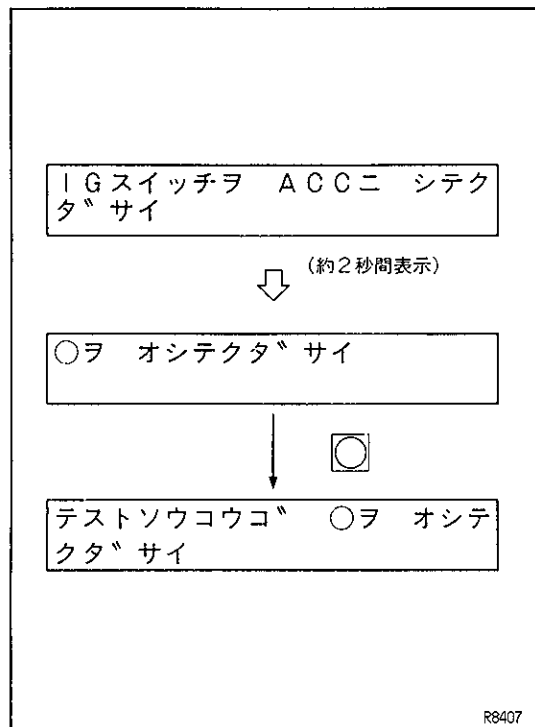 IGスイッチヲ ACCニ シテク
ダサイ
(約2秒間表示)
○ヲ オシテクダサイ
○
テストソウコウゴ ○ヲ オシテ
クダサイ
R8407